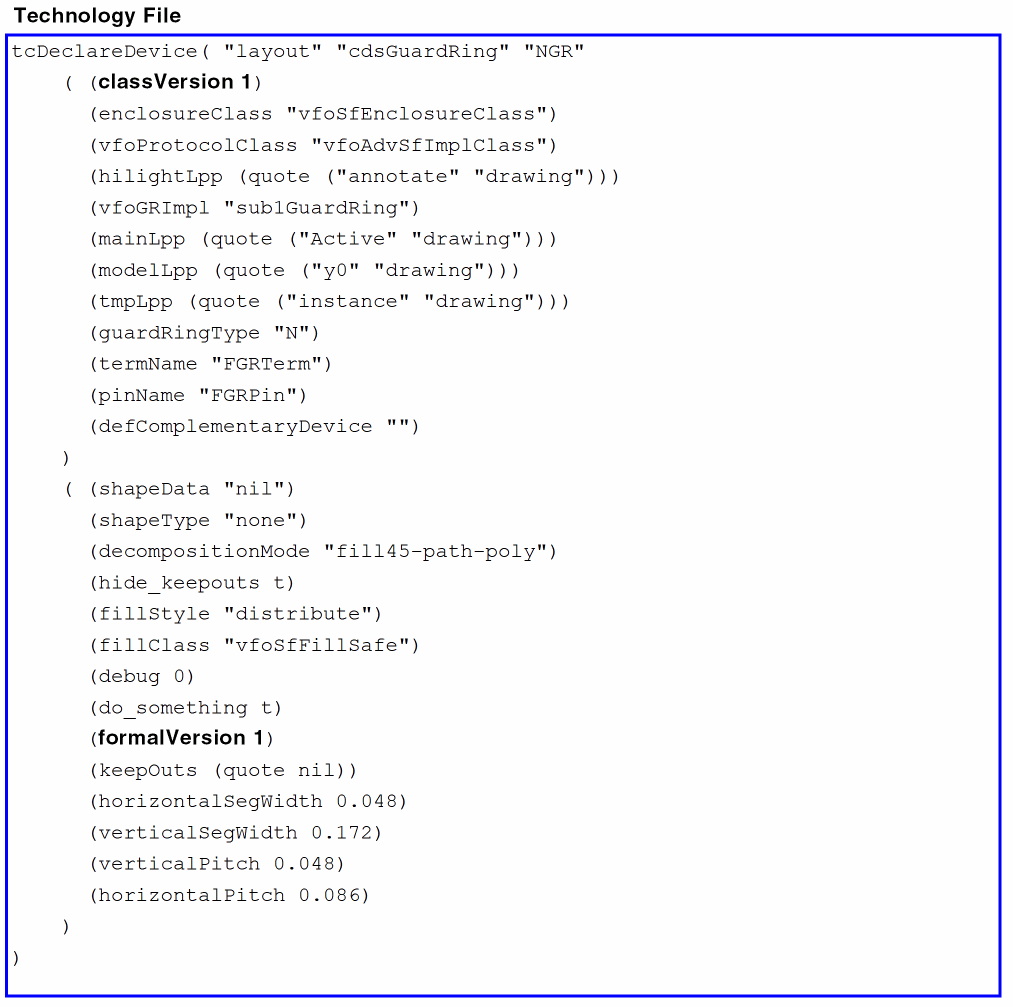 Technology File
tcDeclareDevice( "layout" "cdsGuardRing" "NGR"
( (classVersion 1)
(enclosureClass "vfoSfEnclosureClass")
(vfoProtocolClass "vfoAdvSfImplClass")
(hilightLpp (quote ("annotate" "drawing")))
(vfoGRImpl "sub1GuardRing")
(mainLpp (quote ("Active" "drawing")))
(modelLpp (quote ("y0" "drawing")))
(tmpLpp (quote ("instance" "drawing")))
(guardRingType "N")
(termName "FGRTerm")
(pinName "FGRPin")
(defComplementaryDevice "")
)
( (shapeData "nil")
(shapeType "none")
(decompositionMode "fill45-path-poly")
(hide_keepouts t)
(fillStyle "distribute")
(fillClass "vfoSfFillSafe")
(debug 0)
(do_something t)
(formalVersion 1)
(keepOuts (quote nil))
(horizontalSegWidth 0.048)
(verticalSegWidth 0.172)
(verticalPitch 0.048)
(horizontalPitch 0.086)
)
)